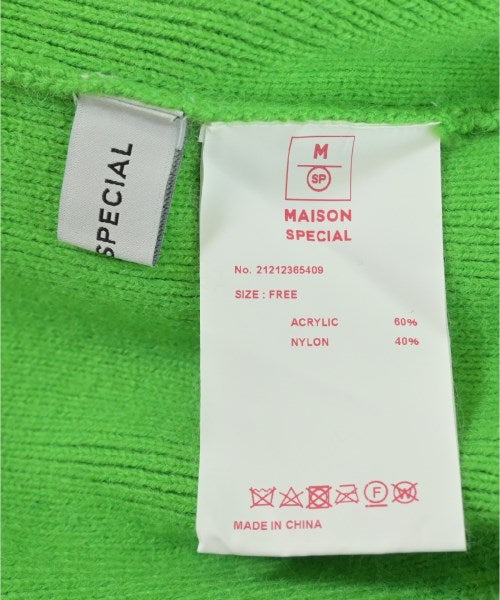 SPECIAL
M
SP
MAISON
SPECIAL
No. 21212365409
SIZE : FREE
ACRYLIC 60%
NYLON 40%
F
W
MADE IN CHINA